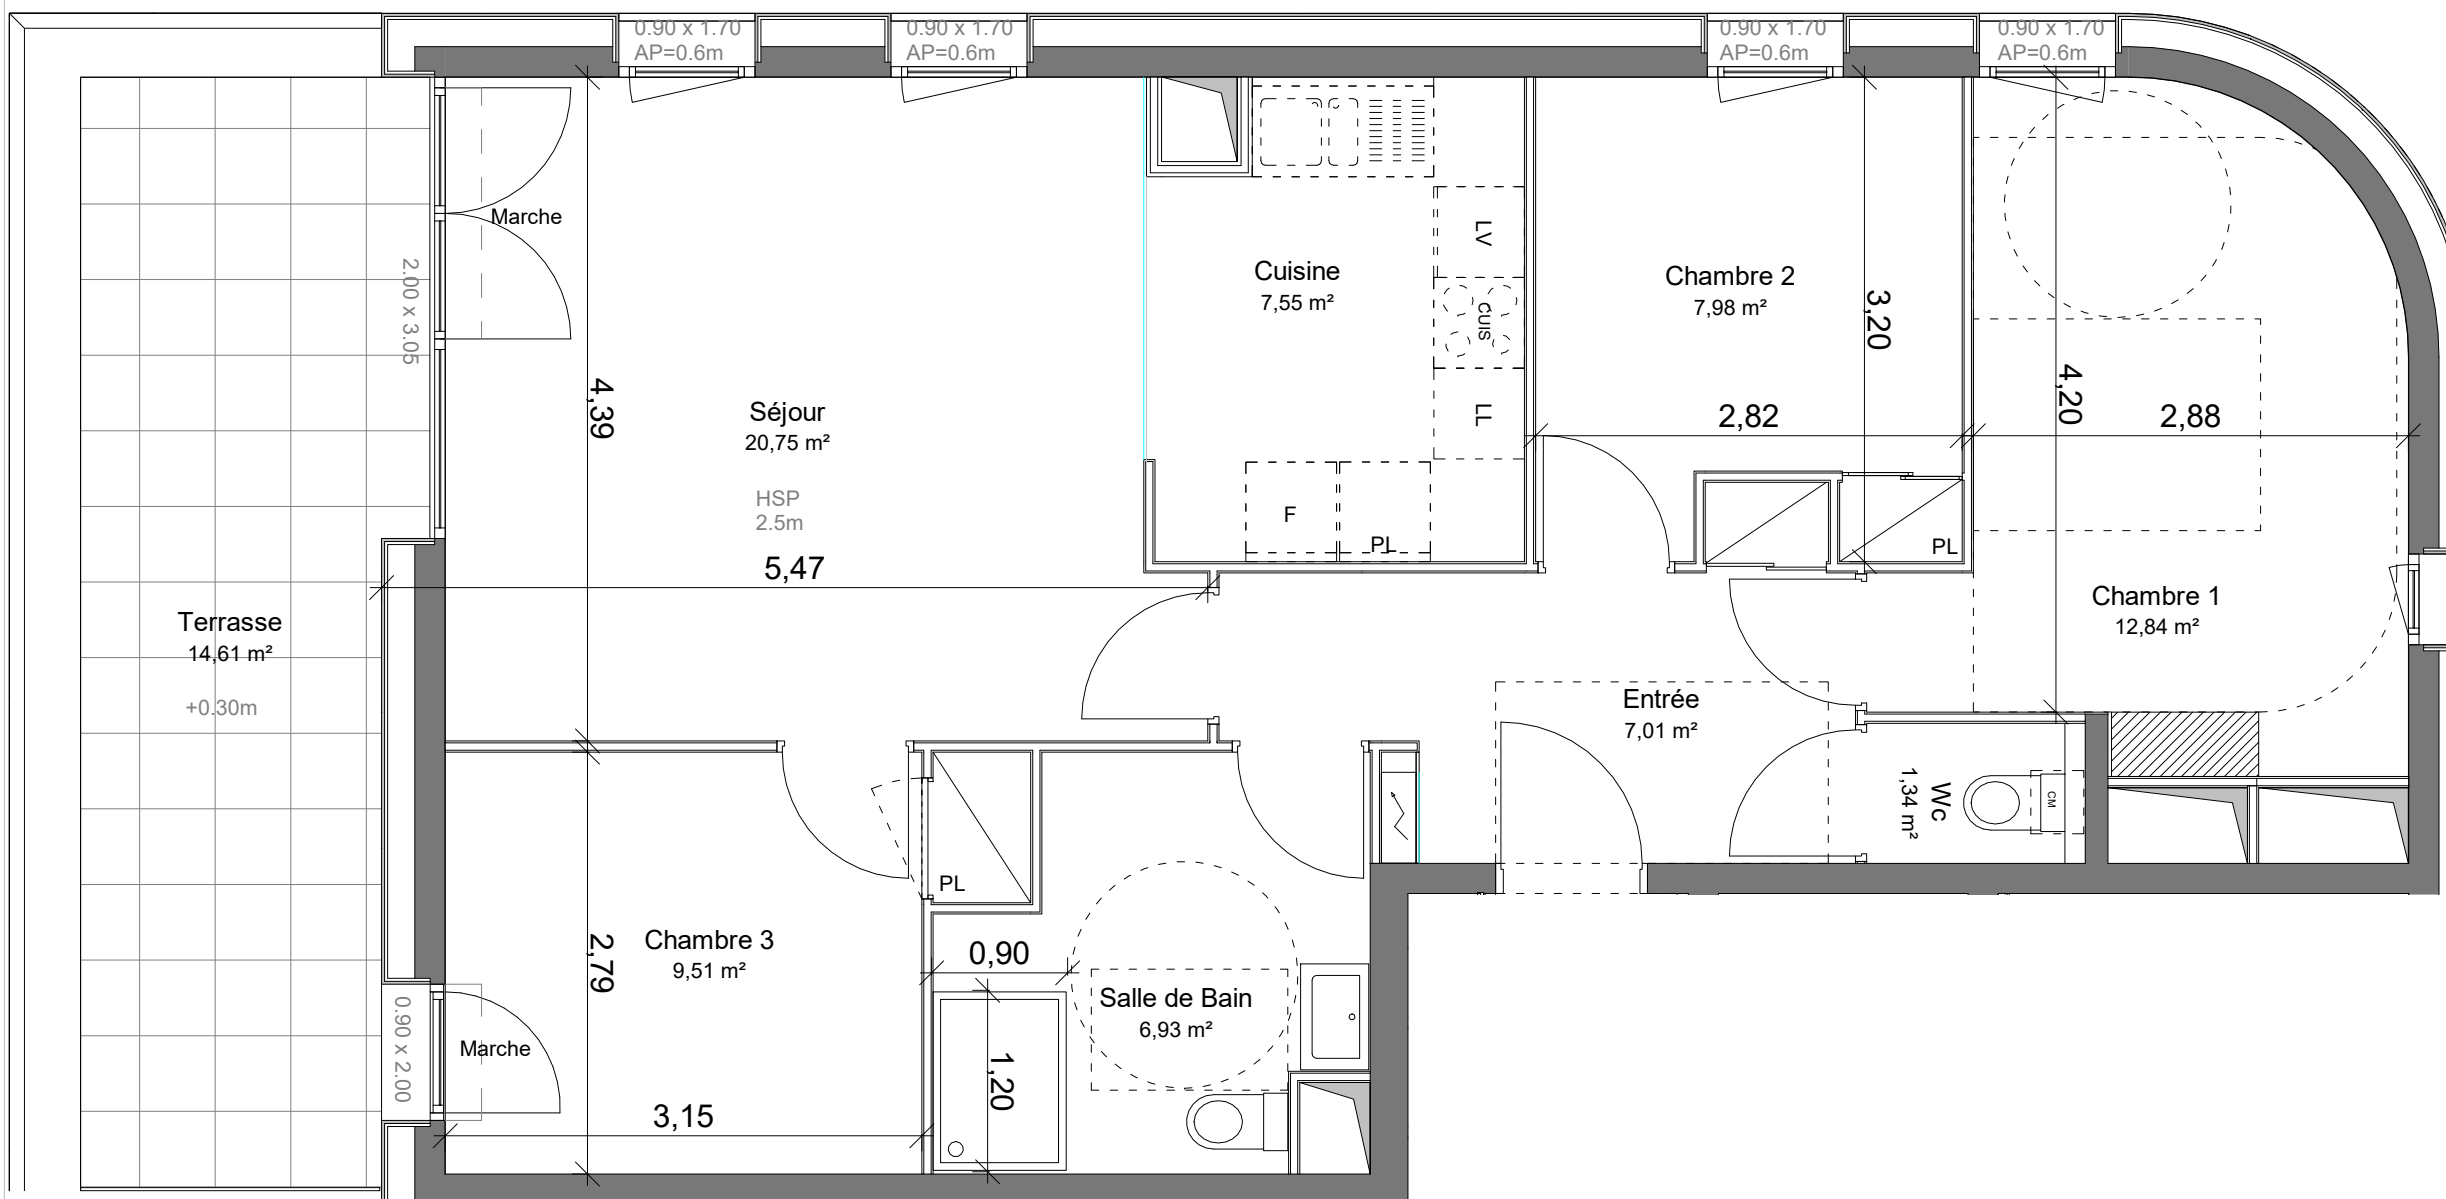 0.90 x 1.70
AP=0.6m
0.90 x 1.70
AP=0.6m
0.90 x 1.70
AP=0.6m
0.90 x 1.70
AP=0.6m
Marche
2.00 x 3.05
4,39
Séjour
20,75 m²
HSP
2.5m
5,47
Cuisine
7,55 m²
LV
CUIS
LL
F
PL
Chambre 2
7,98 m²
3,20
2,82
PL
4,20
2,88
Chambre 1
12,84 m²
Terrasse
14,61 m²
+0.30m
Entrée
7,01 m²
Wc
1,34 m²
CM
PL
Chambre 3
9,51 m²
2,79
0,90
Salle de Bain
6,93 m²
1,20
0.90 x 2.00
Marche
3,15